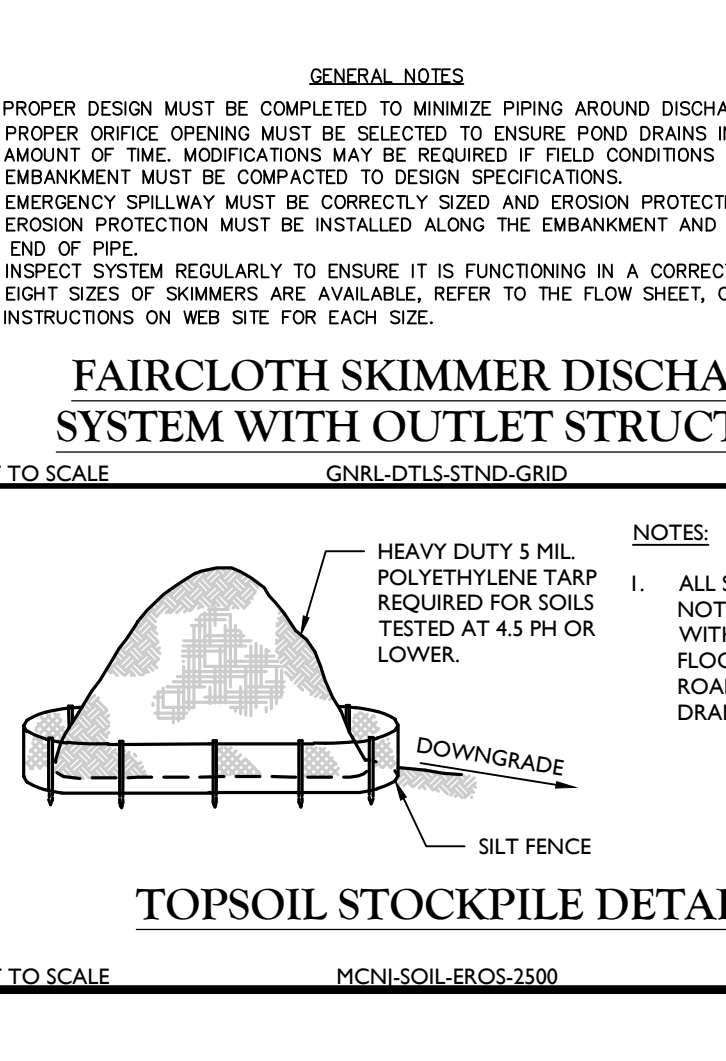 GENERAL NOTES
PROPER DESIGN MUST BE COMPLETED TO MINIMIZE PIPING AROUND DISCHA
PROPER ORIFICE OPENING MUST BE SELECTED TO ENSURE POND DRAINS IN
AMOUNT OF TIME. MODIFICATIONS MAY BE REQUIRED IF FIELD CONDITIONS
EMBANKMENT MUST BE COMPACTED TO DESIGN SPECIFICATIONS.
EMERGENCY SPILLWAY MUST BE CORRECTLY SIZED AND EROSION PROTECTI
EROSION PROTECTION MUST BE INSTALLED ALONG THE EMBANKMENT AND
END OF PIPE.
INSPECT SYSTEM REGULARLY TO ENSURE IT IS FUNCTIONING IN A CORRECT
EIGHT SIZES OF SKIMMERS ARE AVAILABLE, REFER TO THE FLOW SHEET, C
INSTRUCTIONS ON WEB SITE FOR EACH SIZE.
FAIRCLOTH SKIMMER DISCHA
SYSTEM WITH OUTLET STRUCT
T TO SCALE GNRL-DTLS-STND-GRID
HEAVY DUTY 5 MIL.
POLYETHYLENE TARP
REQUIRED FOR SOILS
TESTED AT 4.5 PH OR
LOWER.
NOTES:
1. ALL S
NOT
WITH
FLOO
ROAD
DRAI
DOWNGRADE
SILT FENCE
TOPSOIL STOCKPILE DETAI
T TO SCALE MCNJ-SOIL-EROS-2500